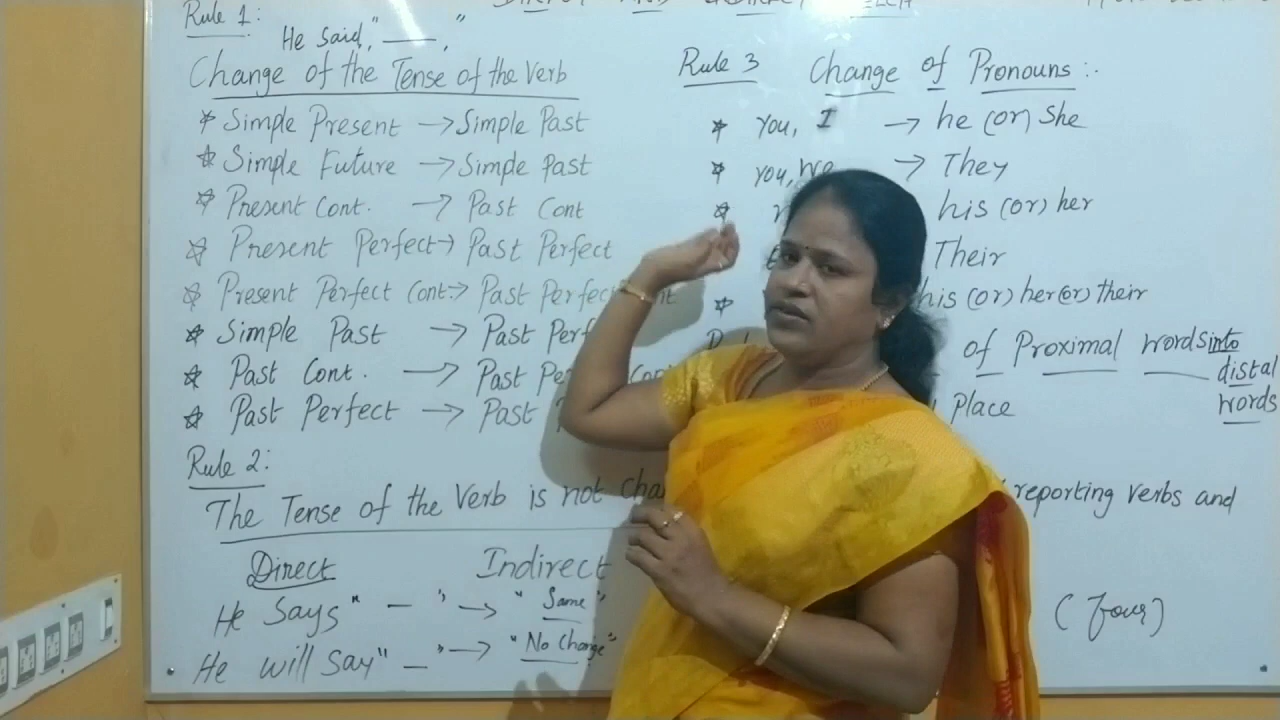 Rule 1:
He said, " — ,"
Change of the Tense of the Verb
* Simple Present → Simple Past
* Simple Future → Simple Past
* Present Cont. → Past Cont
* Present Perfect → Past Perfect
* Present Perfect Cont. → Past Perfect
* Simple Past → Past Perf
* Past Cont. → Past Pe Cont
* Past Perfect → Past
Rule 2:
The Tense of the Verb is not cha
reporting verbs and
Direct Indirect
He Says " — " → "Same"
He will Say " — " → "No Change"
(four)
Rule 3 Change of Pronouns :-
* you, I → he (or) She
* you, We → They
* his (or) her
Their
* his (or) her (or) their
of Proximal words into
distal
words
Place